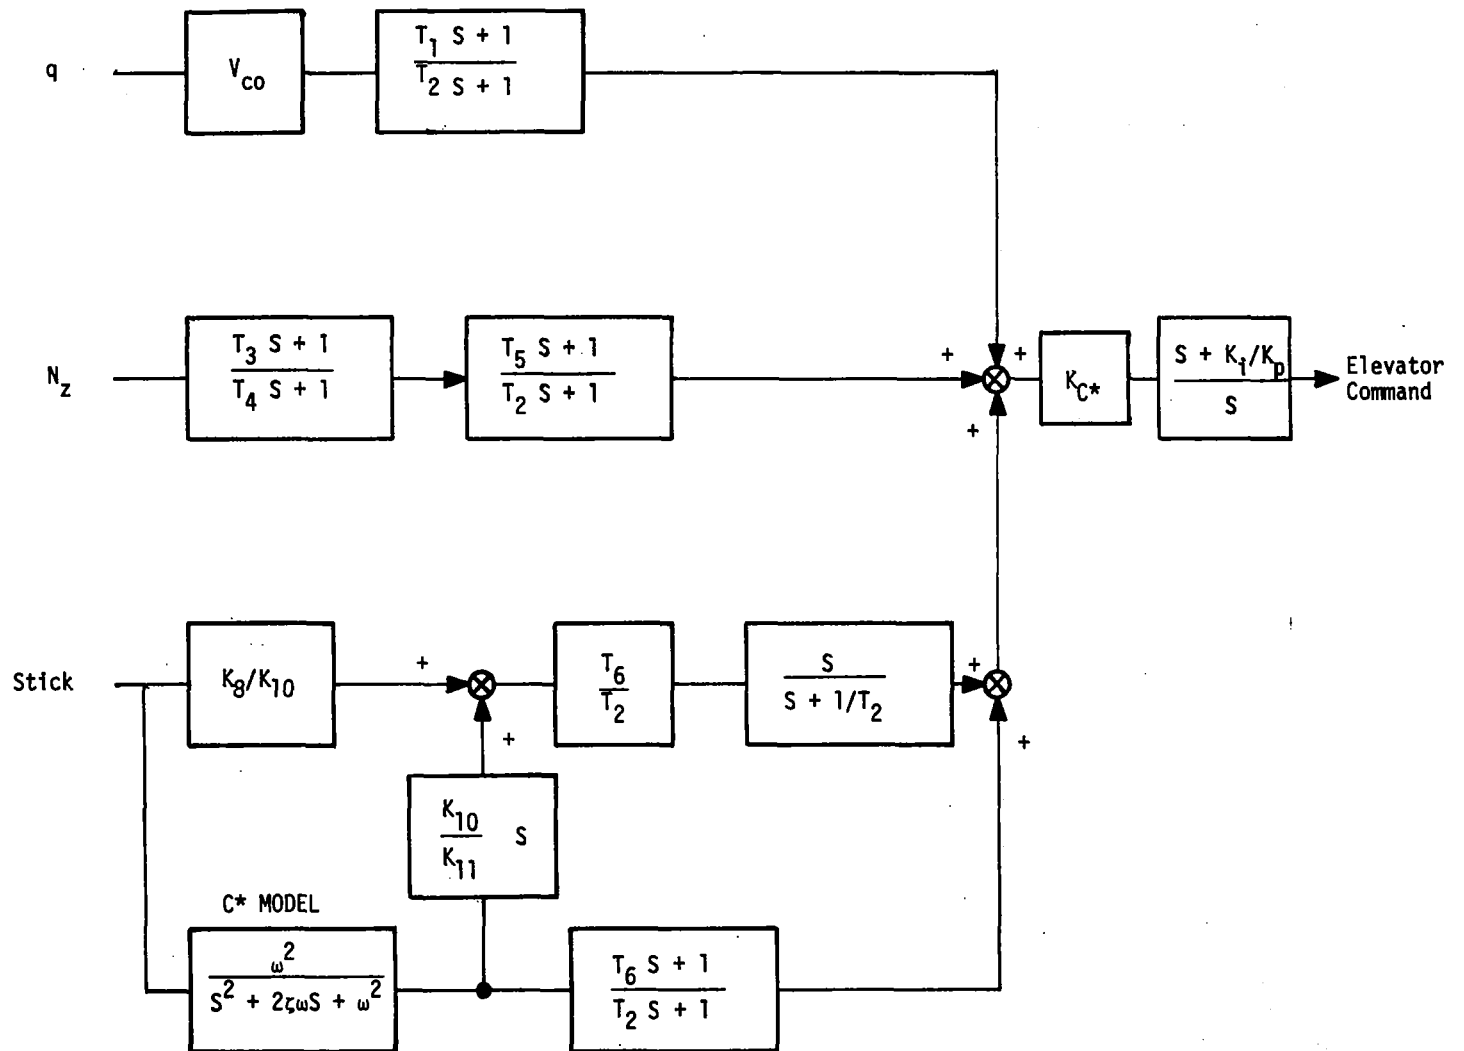 q
V_co
T_1 S + 1
T_2 S + 1
N_z
T_3 S + 1
T_4 S + 1
T_5 S + 1
T_2 S + 1
+
+
+
K_C*
S + K_i/K_p
S
Elevator
Command
Stick
K_8/K_10
+
+
T_6
T_2
S
S + 1/T_2
+
+
K_10
K_11
S
C* MODEL
ω^2
S^2 + 2ζωS + ω^2
T_6 S + 1
T_2 S + 1